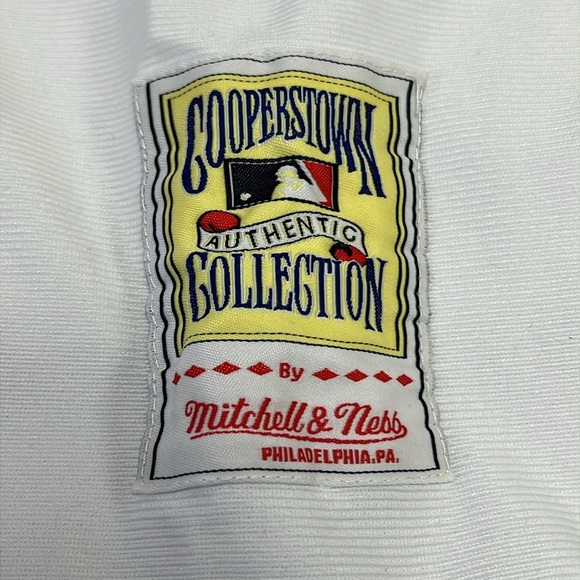 COOPERSTOWN
AUTHENTIC
COLLECTION
By
Mitchell & Ness
PHILADELPHIA.PA.